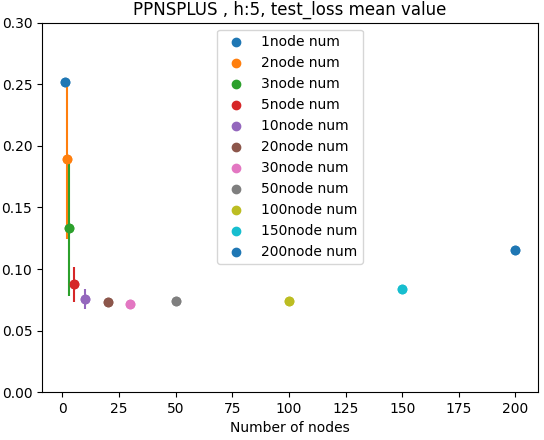 PPNSPLUS , h:5, test_loss mean value
0.30
0.25
0.20
0.15
0.10
0.05
0.00
1node num
2node num
3node num
5node num
10node num
20node num
30node num
50node num
100node num
150node num
200node num
0 25 50 75 100 125 150 175 200
Number of nodes